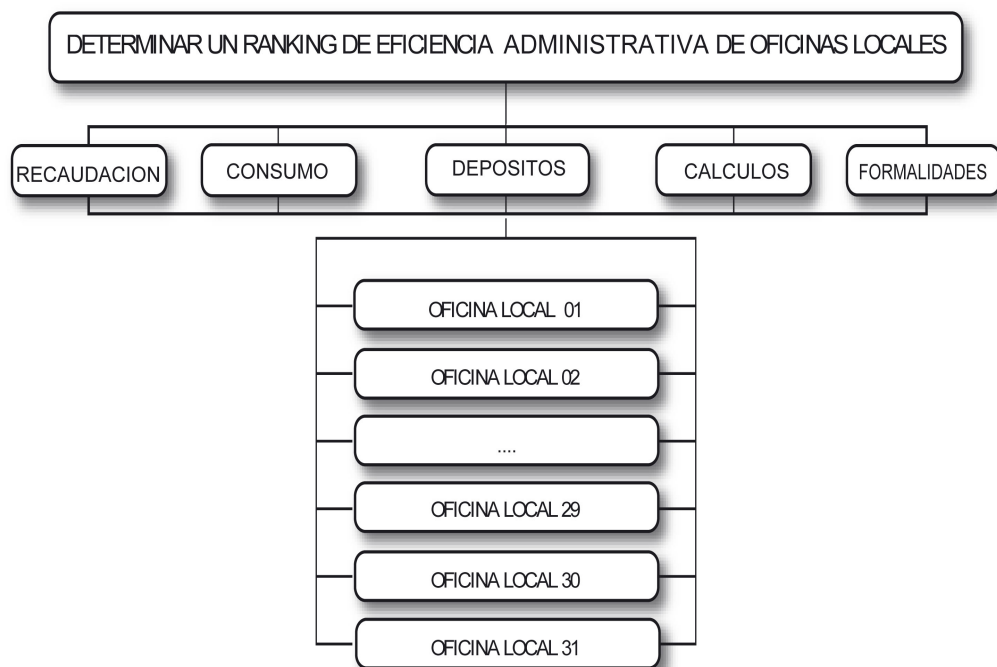 DETERMINAR UN RANKING DE EFICIENCIA ADMINISTRATIVA DE OFICINAS LOCALES
RECAUDACION
CONSUMO
DEPOSITOS
CALCULOS
FORMALIDADES
OFICINA LOCAL 01
OFICINA LOCAL 02
....
OFICINA LOCAL 29
OFICINA LOCAL 30
OFICINA LOCAL 31